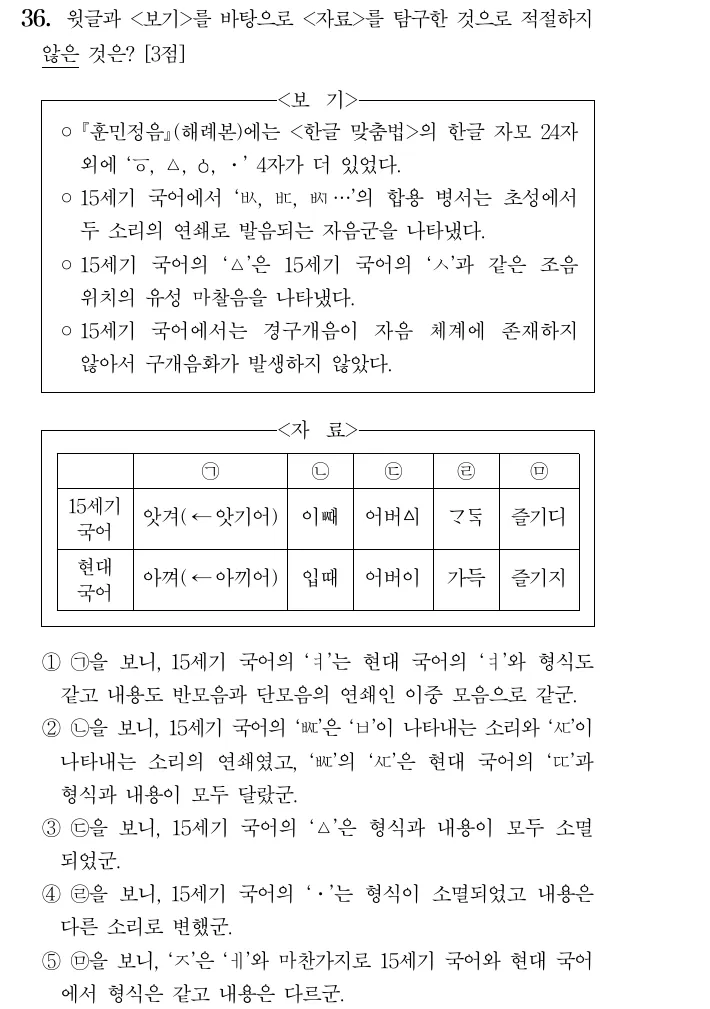 36. 윗글과 <보기>를 바탕으로 <자료>를 탐구한 것으로 적절하지
않은 것은? [3점]
<보 기>
○ 『훈민정음』(해례본)에는 <한글 맞춤법>의 한글 자모 24자
외에 ‘ㆆ, ㅿ, ㆁ, ㆍ’ 4자가 더 있었다.
○ 15세기 국어에서 ‘ㅄ, ㅳ, ㅶ …’의 합용 병서는 초성에서
두 소리의 연쇄로 발음되는 자음군을 나타냈다.
○ 15세기 국어의 ‘ㅿ’은 15세기 국어의 ‘ㅅ’과 같은 조음
위치의 유성 마찰음을 나타냈다.
○ 15세기 국어에서는 경구개음이 자음 체계에 존재하지
않아서 구개음화가 발생하지 않았다.
<자 료>
㉠ ㉡ ㉢ ㉣ ㉤
15세기 국어 앗겨(←앗기어) 이ᄣᅢ 어버ᅀᅵ ᄀᆞ득 즐기디
현대 국어 아껴(←아끼어) 입때 어버이 가득 즐기지
① ㉠을 보니, 15세기 국어의 ‘ㅕ’는 현대 국어의 ‘ㅕ’와 형식도
같고 내용도 반모음과 단모음의 연쇄인 이중 모음으로 같군.
② ㉡을 보니, 15세기 국어의 ‘ㅵ’은 ‘ㅂ’이 나타내는 소리와 ‘ㅼ’이
나타내는 소리의 연쇄였고, ‘ㅵ’의 ‘ㅼ’은 현대 국어의 ‘ㄸ’과
형식과 내용이 모두 달랐군.
③ ㉢을 보니, 15세기 국어의 ‘ㅿ’은 형식과 내용이 모두 소멸
되었군.
④ ㉣을 보니, 15세기 국어의 ‘ㆍ’는 형식이 소멸되었고 내용은
다른 소리로 변했군.
⑤ ㉤을 보니, ‘ㅈ’은 ‘ㅔ’와 마찬가지로 15세기 국어와 현대 국어
에서 형식은 같고 내용은 다르군.